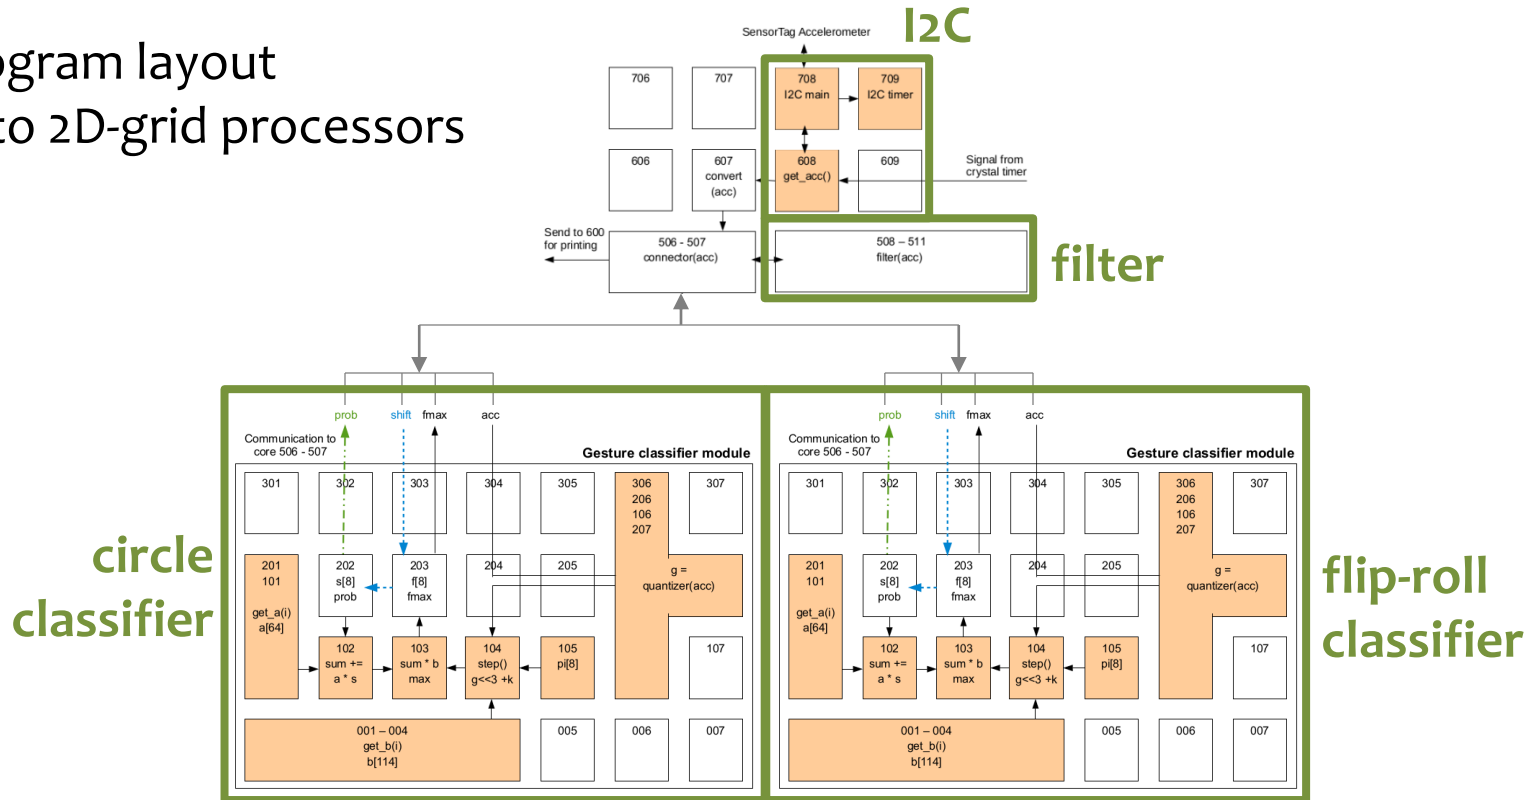 ogram layout
to 2D-grid processors
I2C
SensorTag Accelerometer
706
707
708
I2C main
709
I2C timer
606
607
convert
(acc)
608
get_acc()
609
Signal from
crystal timer
Send to 600
for printing
506 - 507
connector(acc)
508 – 511
filter(acc)
filter
prob
shift
fmax
acc
Communication to
core 506 - 507
Gesture classifier module
301
302
303
304
305
306
206
106
207
307
circle
classifier
201
101
get_a(i)
a[64]
202
s[8]
prob
203
f[8]
fmax
204
205
g =
quantizer(acc)
102
sum +=
a * s
103
sum * b
max
104
step()
g<<3 +k
105
pi[8]
107
001 – 004
get_b(i)
b[114]
005
006
007
prob
shift
fmax
acc
Communication to
core 506 - 507
Gesture classifier module
301
302
303
304
305
306
206
106
207
307
201
101
get_a(i)
a[64]
202
s[8]
prob
203
f[8]
fmax
204
205
g =
quantizer(acc)
102
sum +=
a * s
103
sum * b
max
104
step()
g<<3 +k
105
pi[8]
107
001 – 004
get_b(i)
b[114]
005
006
007
flip-roll
classifier